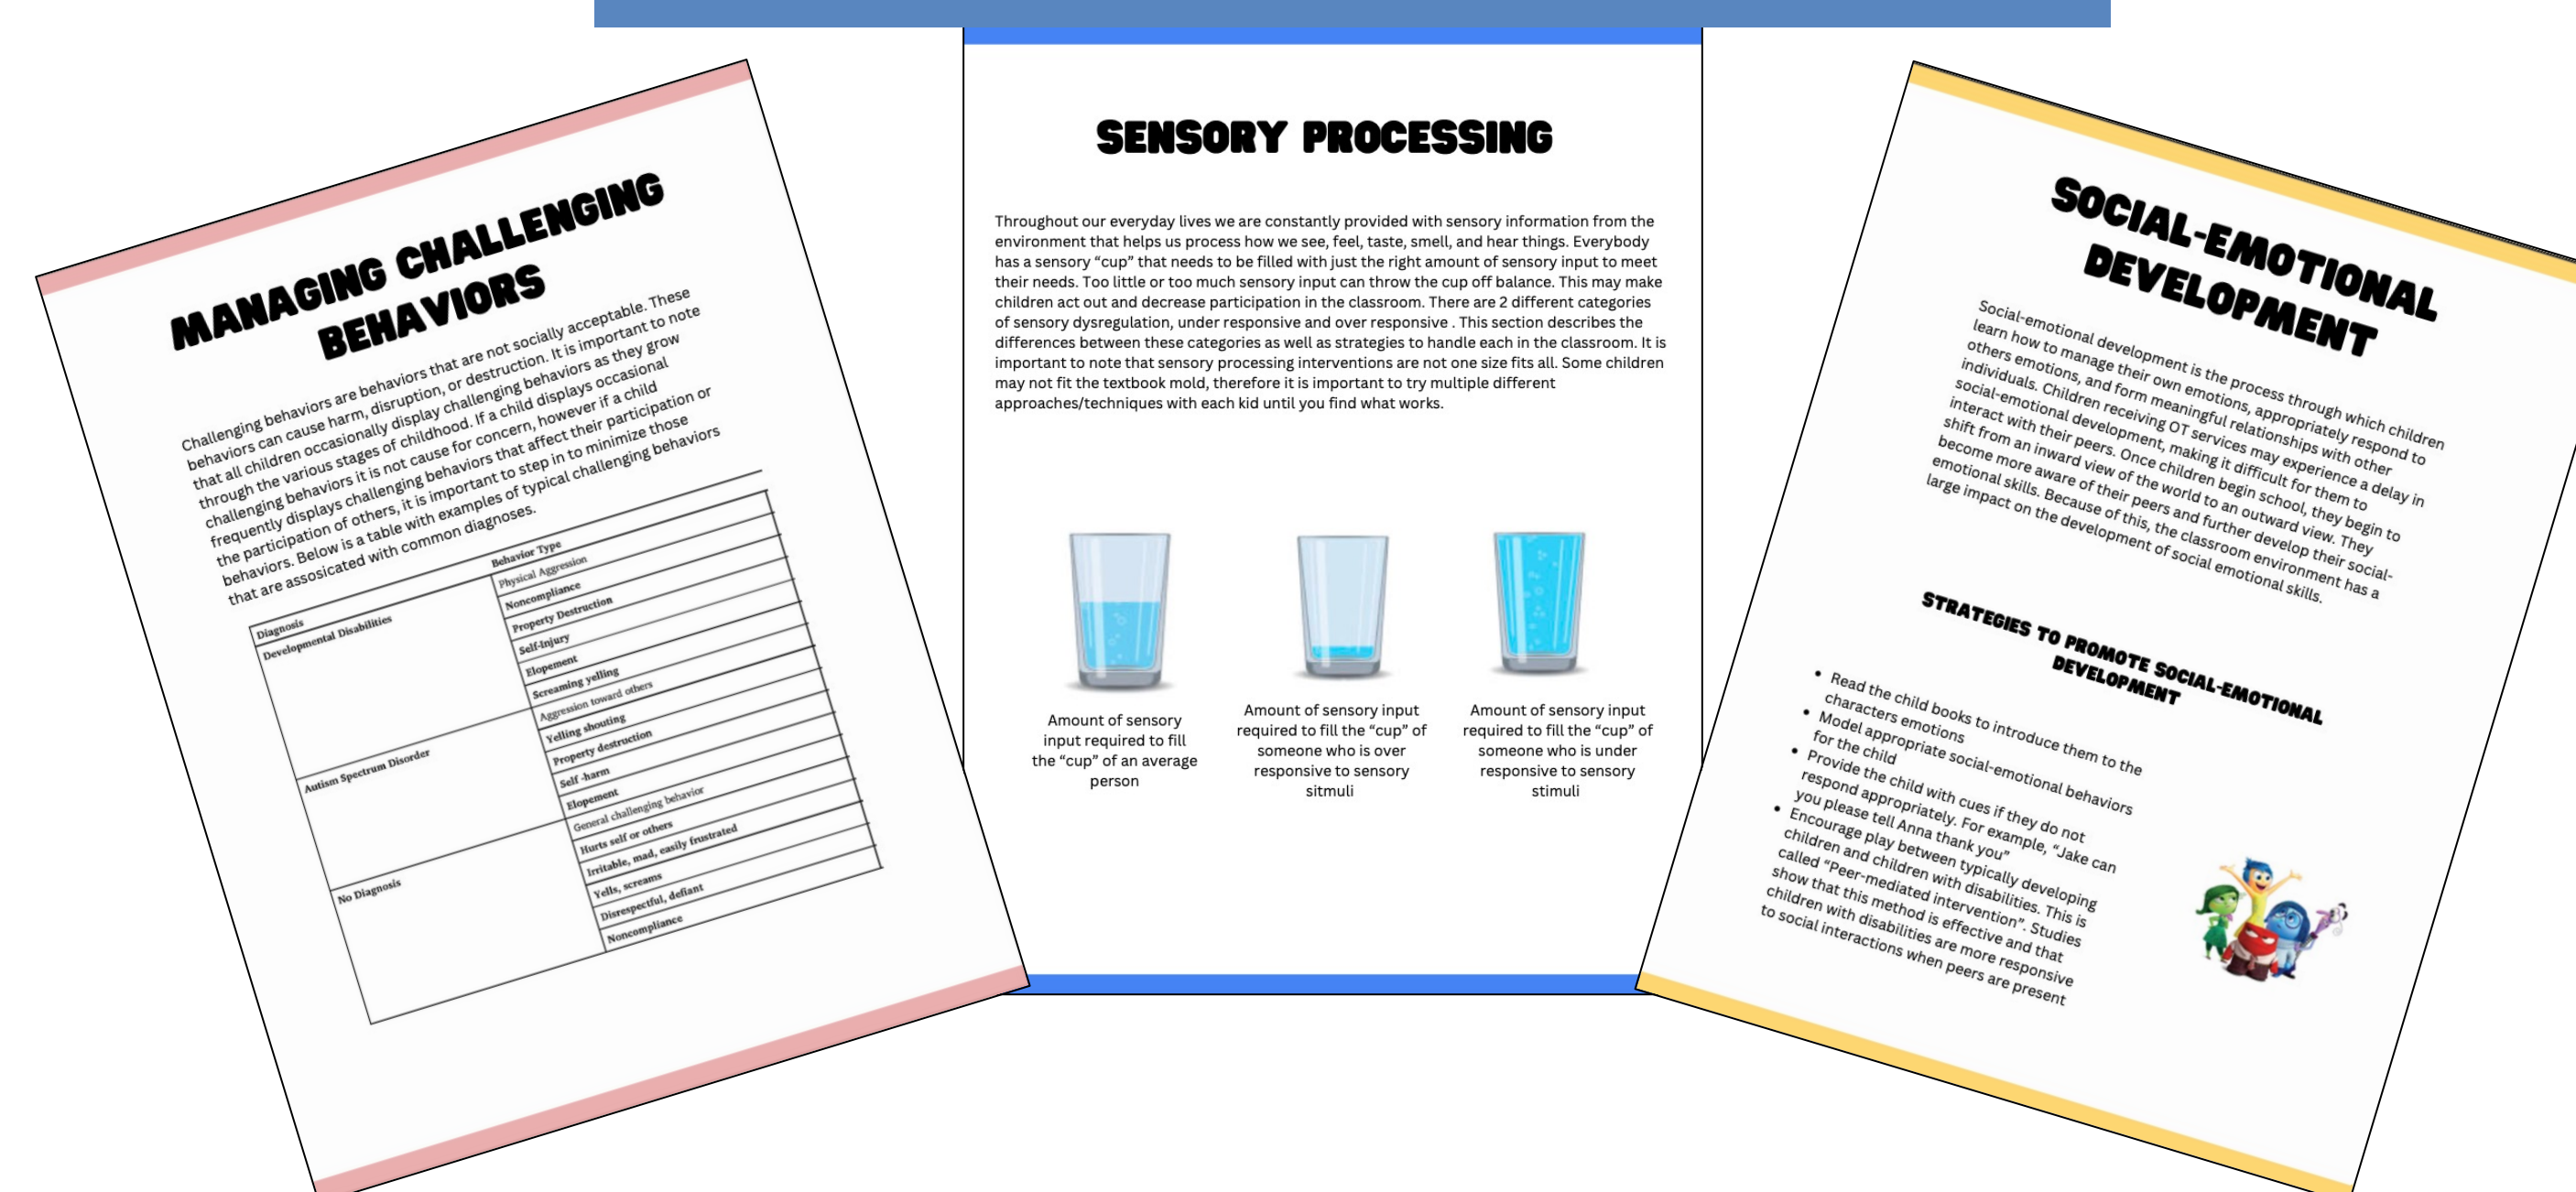 MANAGING CHALLENGING
BEHAVIORS
Challenging behaviors are behaviors that are not socially acceptable. These
behaviors can cause harm, disruption, or destruction. It is important to note
that all children occasionally display challenging behaviors as they grow
through the various stages of childhood. If a child displays occasional
challenging behaviors it is not cause for concern, however if a child
frequently displays challenging behaviors that affect their participation or
the participation of others, it is important to step in to minimize those
behaviors. Below is a table with examples of typical challenging behaviors
that are assosicated with common diagnoses.
Diagnosis Behavior Type
Developmental Disabilities Physical Aggression
Noncompliance
Property Destruction
Self-Injury
Elopement
Screaming yelling
Autism Spectrum Disorder Aggression toward others
Yelling shouting
Property destruction
Self -harm
Elopement
No Diagnosis General challenging behavior
Hurts self or others
Irritable, mad, easily frustrated
Yells, screams
Disrespectful, defiant
Noncompliance
SENSORY PROCESSING
Throughout our everyday lives we are constantly provided with sensory information from the
environment that helps us process how we see, feel, taste, smell, and hear things. Everybody
has a sensory “cup” that needs to be filled with just the right amount of sensory input to meet
their needs. Too little or too much sensory input can throw the cup off balance. This may make
children act out and decrease participation in the classroom. There are 2 different categories
of sensory dysregulation, under responsive and over responsive . This section describes the
differences between these categories as well as strategies to handle each in the classroom. It is
important to note that sensory processing interventions are not one size fits all. Some children
may not fit the textbook mold, therefore it is important to try multiple different
approaches/techniques with each kid until you find what works.
Amount of sensory
input required to fill
the “cup” of an average
person
Amount of sensory input
required to fill the “cup” of
someone who is over
responsive to sensory
sitmuli
Amount of sensory input
required to fill the “cup” of
someone who is under
responsive to sensory
stimuli
SOCIAL-EMOTIONAL
DEVELOPMENT
Social-emotional development is the process through which children
learn how to manage their own emotions, appropriately respond to
others emotions, and form meaningful relationships with other
individuals. Children receiving OT services may experience a delay in
social-emotional development, making it difficult for them to
interact with their peers. Once children begin school, they begin to
shift from an inward view of the world to an outward view. They
become more aware of their peers and further develop their social-
emotional skills. Because of this, the classroom environment has a
large impact on the development of social emotional skills.
STRATEGIES TO PROMOTE SOCIAL-EMOTIONAL
DEVELOPMENT
• Read the child books to introduce them to the
characters emotions
• Model appropriate social-emotional behaviors
for the child
• Provide the child with cues if they do not
respond appropriately. For example, “Jake can
you please tell Anna thank you”
• Encourage play between typically developing
children and children with disabilities. This is
called “Peer-mediated intervention”. Studies
show that this method is effective and that
children with disabilities are more responsive
to social interactions when peers are present